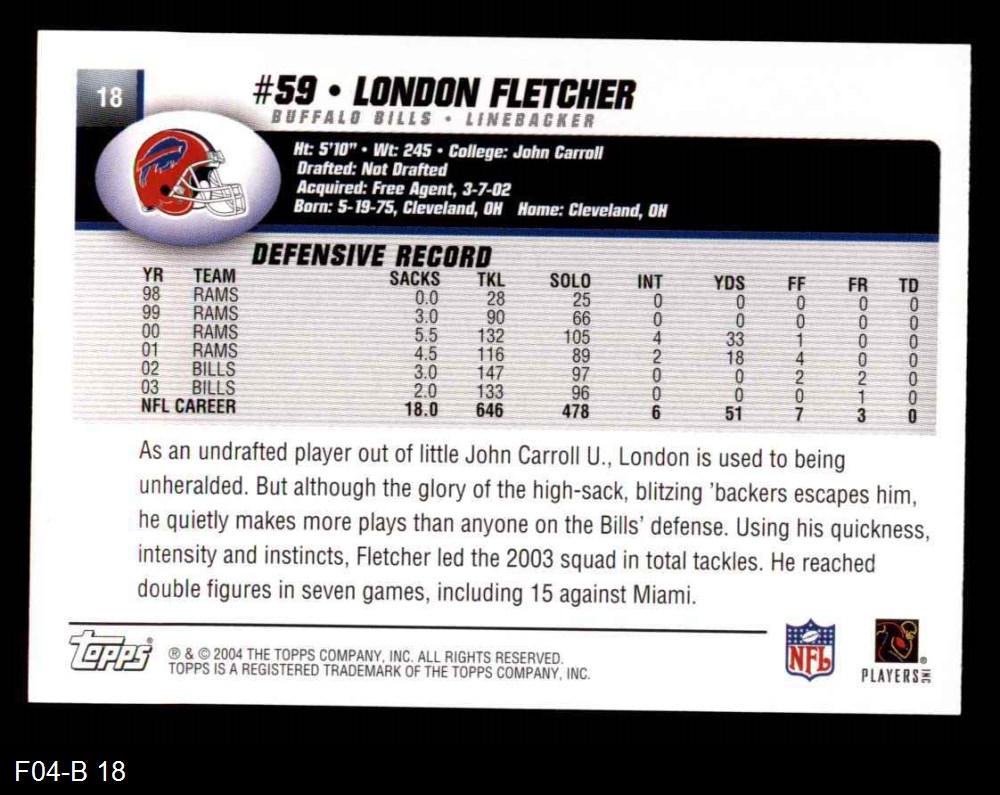 18
#59 • LONDON FLETCHER
BUFFALO BILLS • LINEBACKER
Ht: 5'10" • Wt: 245 • College: John Carroll
Drafted: Not Drafted
Acquired: Free Agent, 3-7-02
Born: 5-19-75, Cleveland, OH Home: Cleveland, OH
DEFENSIVE RECORD
YR TEAM SACKS TKL SOLO INT YDS FF FR TD
98 RAMS 0.0 28 25 0 0 0 0 0
99 RAMS 3.0 90 66 0 0 0 0 0
00 RAMS 5.5 132 105 4 33 1 0 0
01 RAMS 4.5 116 89 2 18 4 0 0
02 BILLS 3.0 147 97 0 0 2 2 0
03 BILLS 2.0 133 96 0 0 0 1 0
NFL CAREER 18.0 646 478 6 51 7 3 0
As an undrafted player out of little John Carroll U., London is used to being
unheralded. But although the glory of the high-sack, blitzing 'backers escapes him,
he quietly makes more plays than anyone on the Bills' defense. Using his quickness,
intensity and instincts, Fletcher led the 2003 squad in total tackles. He reached
double figures in seven games, including 15 against Miami.
Topps®
® & © 2004 THE TOPPS COMPANY, INC. ALL RIGHTS RESERVED.
TOPPS IS A REGISTERED TRADEMARK OF THE TOPPS COMPANY, INC.
NFL
PLAYERS INC ®
F04-B 18